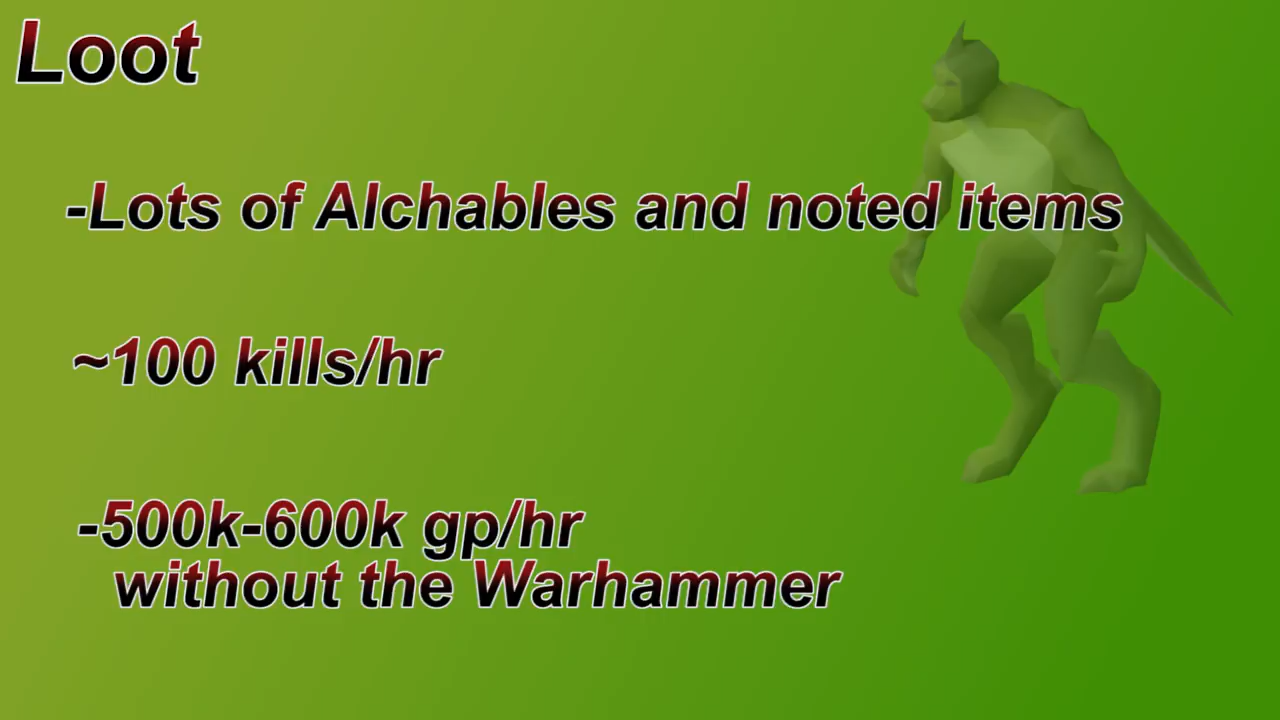 Loot
-Lots of Alchables and noted items
~100 kills/hr
-500k-600k gp/hr
without the Warhammer